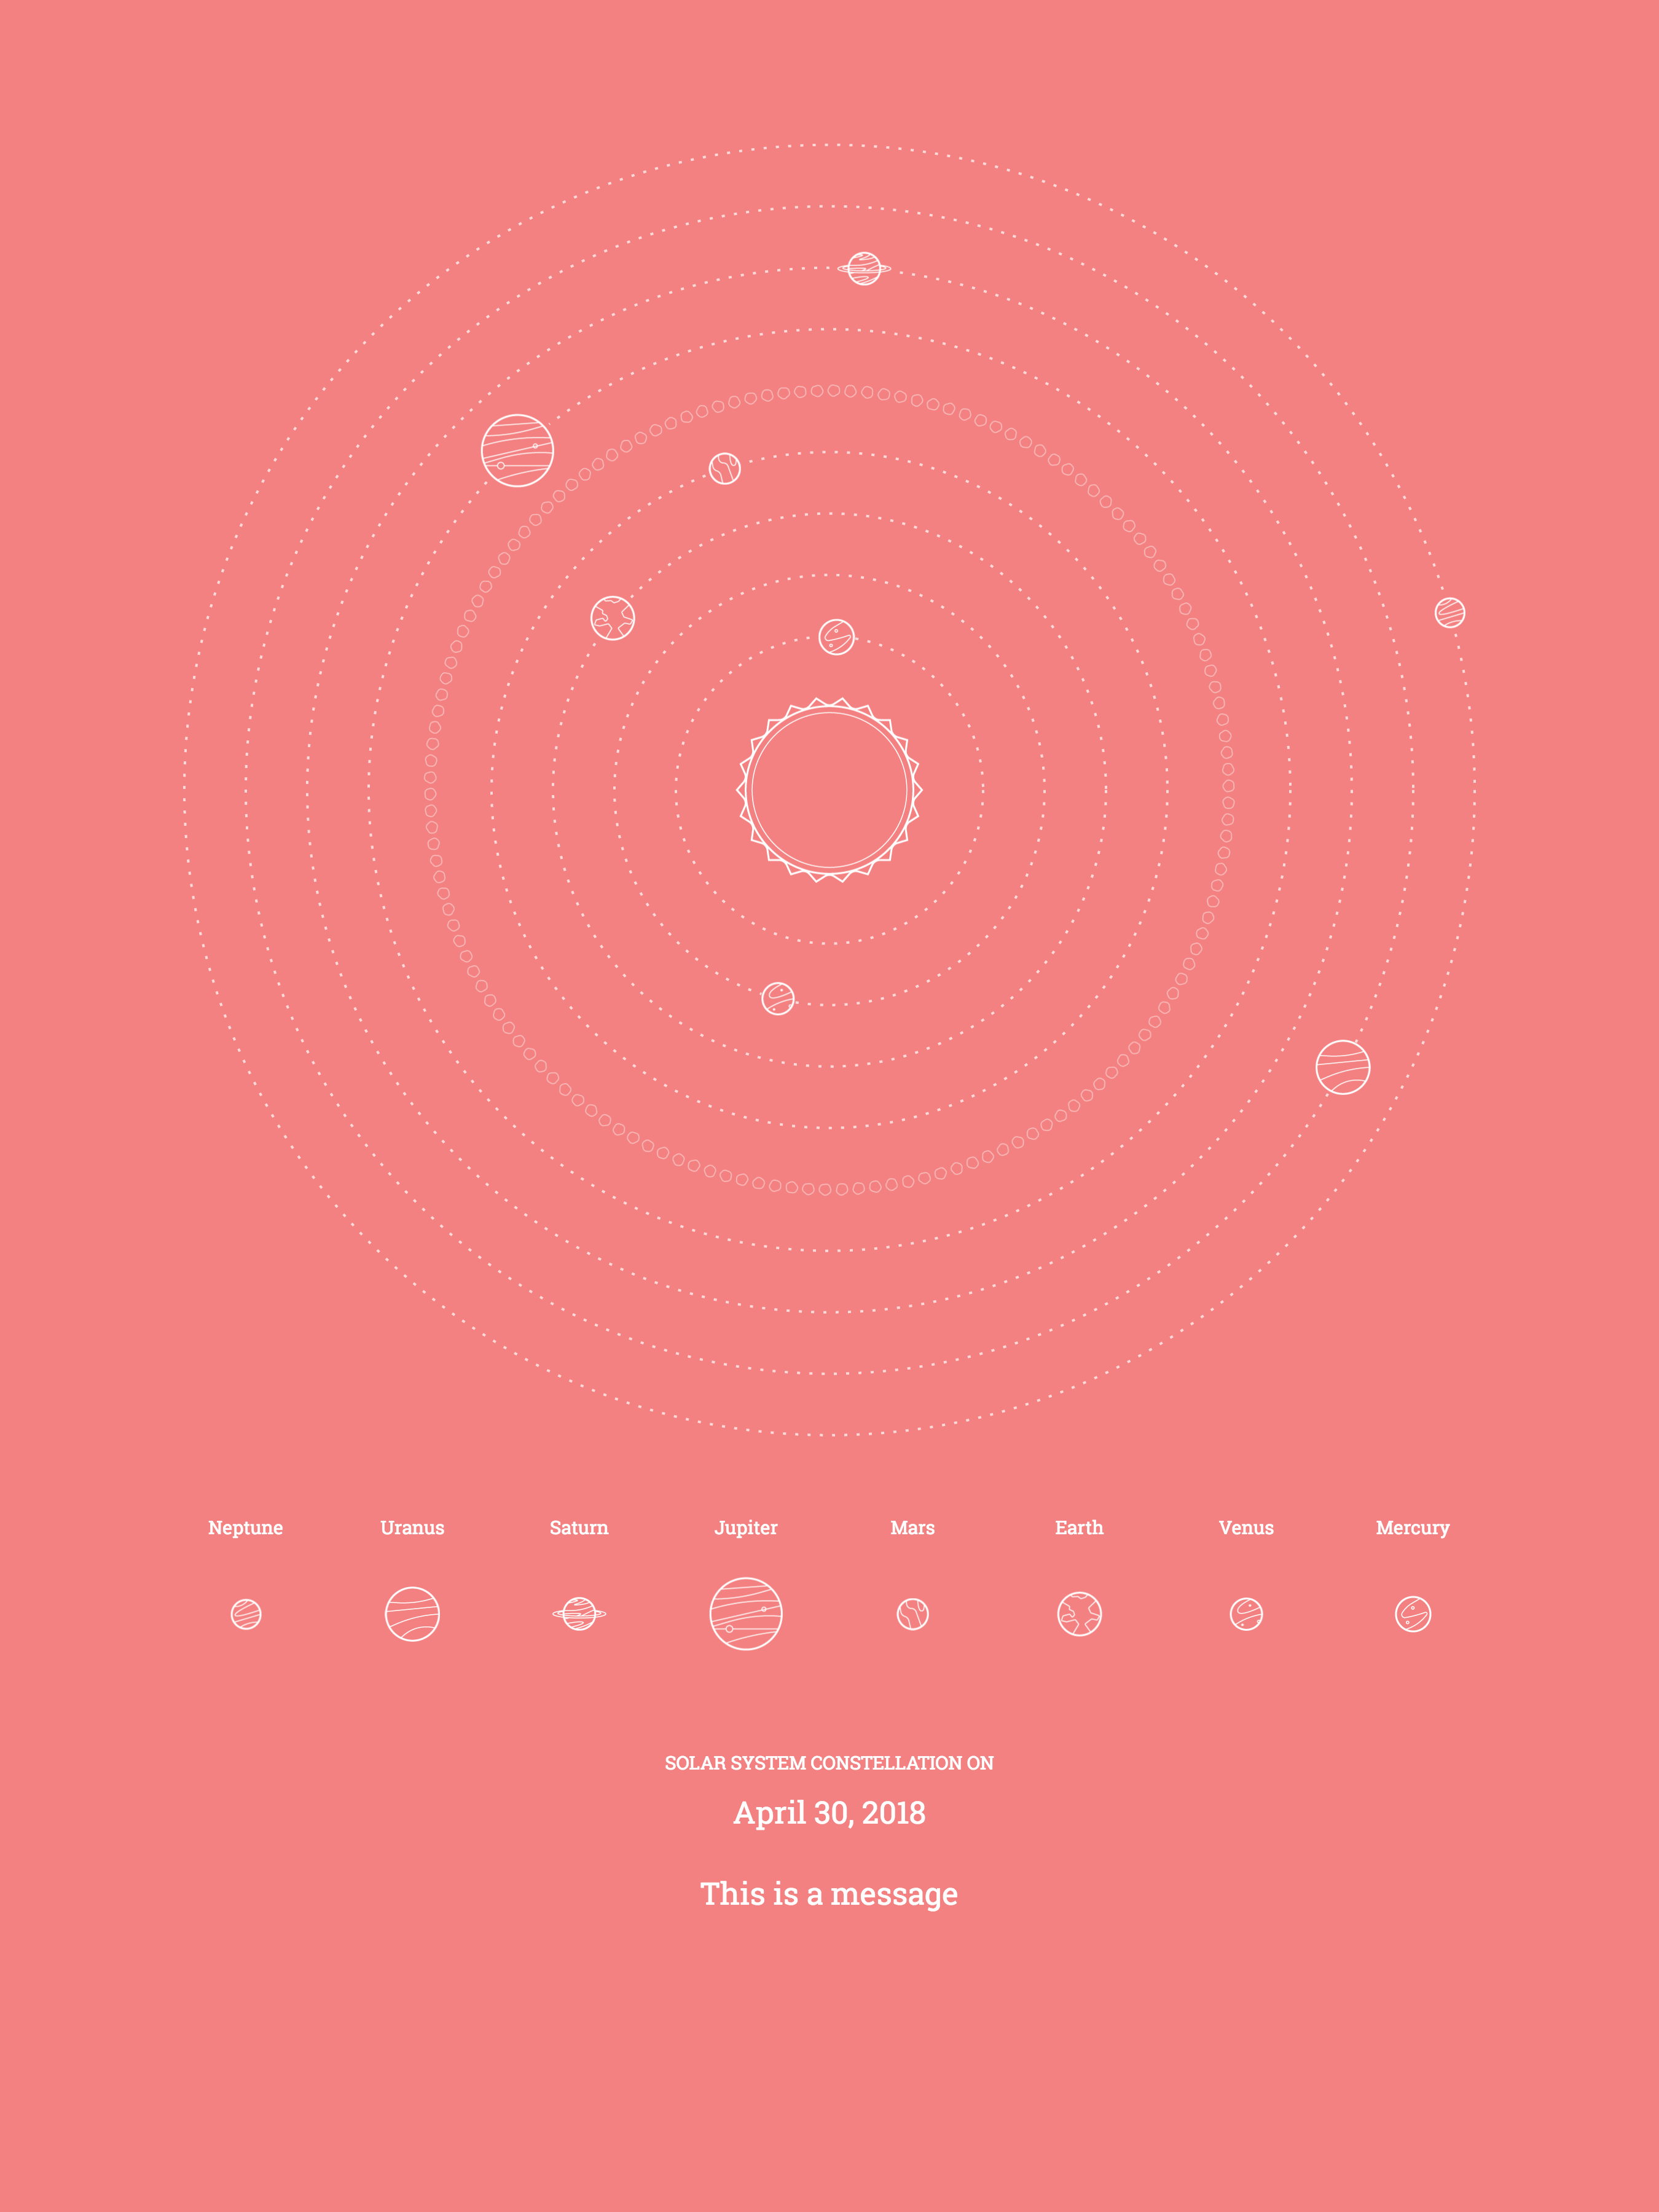 Neptune Uranus Saturn Jupiter Mars Earth Venus Mercury
SOLAR SYSTEM CONSTELLATION ON
April 30, 2018
This is a message